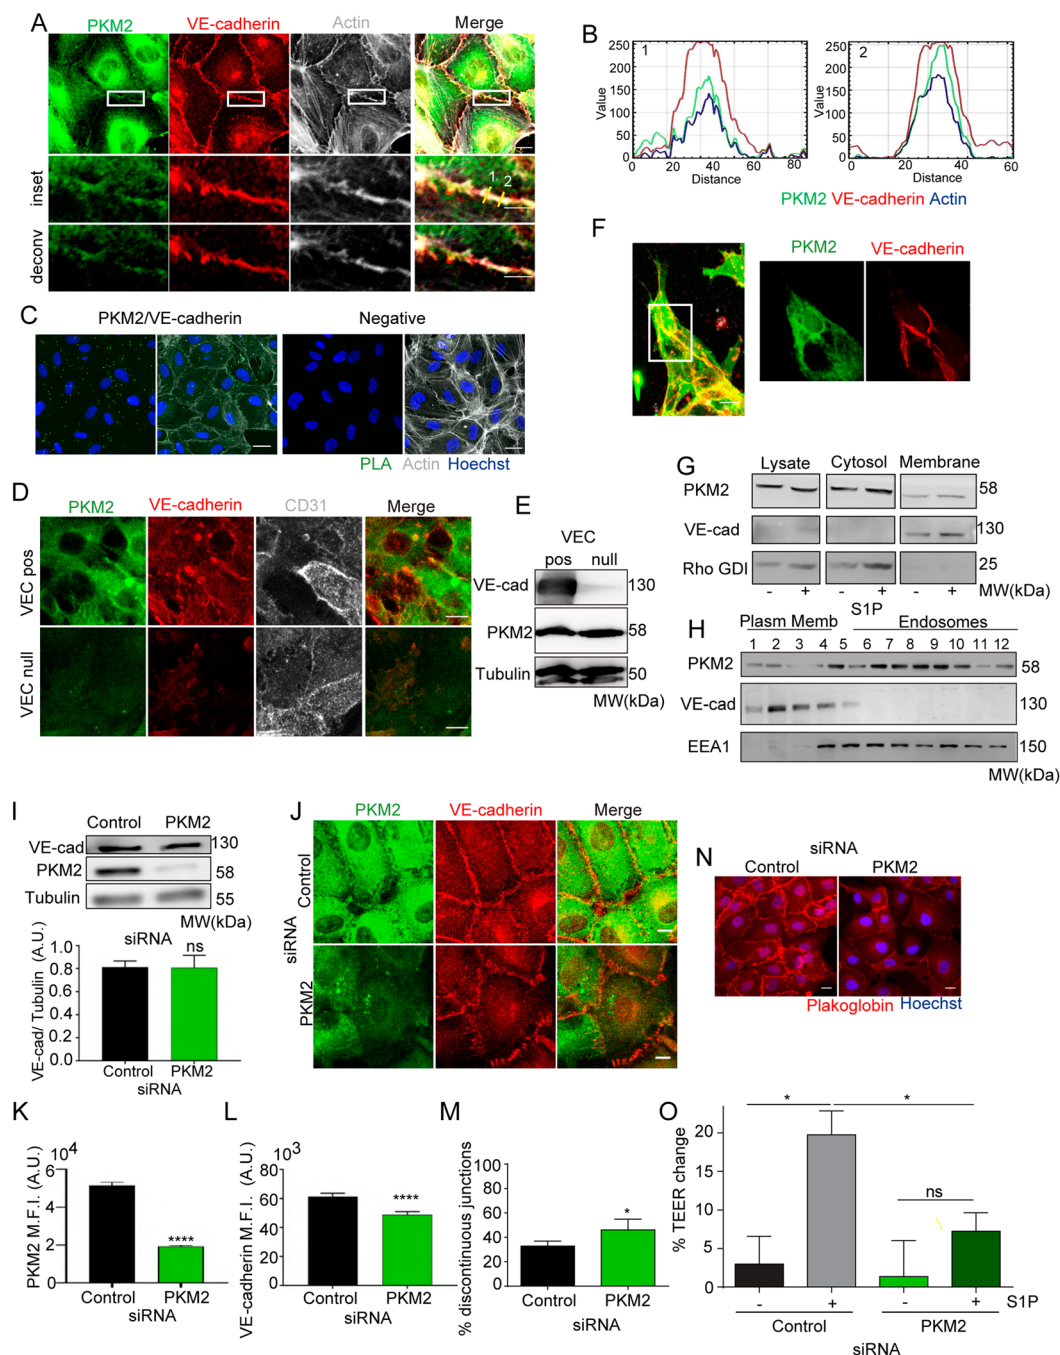 A
PKM2 VE-cadherin Actin Merge
inset
1
2
deconv
B
1
250
200
150
100
50
0
Value
0 20 40 60 80
Distance
2
250
200
150
100
50
0
Value
0 20 40 60
Distance
PKM2 VE-cadherin Actin
C
PKM2/VE-cadherin Negative
PLA Actin Hoechst
D
PKM2 VE-cadherin CD31 Merge
VEC pos
VEC null
E
VEC
pos null
VE-cad 130
PKM2 58
Tubulin 50
MW(kDa)
F
PKM2 VE-cadherin
G
Lysate Cytosol Membrane
PKM2 58
VE-cad 130
Rho GDI 25
- + - + - + MW(kDa)
S1P
H
Plasm Memb Endosomes
1 2 3 4 5 6 7 8 9 10 11 12
PKM2 58
VE-cad 130
EEA1 150
MW(kDa)
I
Control PKM2
VE-cad 130
PKM2 58
Tubulin 55
MW(kDa)
siRNA
VE-cad/ Tubulin (A.U.)
1.0
0.8
0.6
0.4
0.2
0.0
ns
Control PKM2
siRNA
J
PKM2 VE-cadherin Merge
siRNA
Control
PKM2
N
siRNA
Control PKM2
Plakoglobin Hoechst
K
10⁴
PKM2 M.F.I. (A.U.)
60
40
20
0
****
Control PKM2
siRNA
L
10³
VE-cadherin M.F.I. (A.U.)
80
60
40
20
0
****
Control PKM2
siRNA
M
% discontinuous junctions
100
80
60
40
20
0
*
Control PKM2
siRNA
O
% TEER change
20
15
10
5
0
* *
ns
- + - + S1P
Control PKM2
siRNA